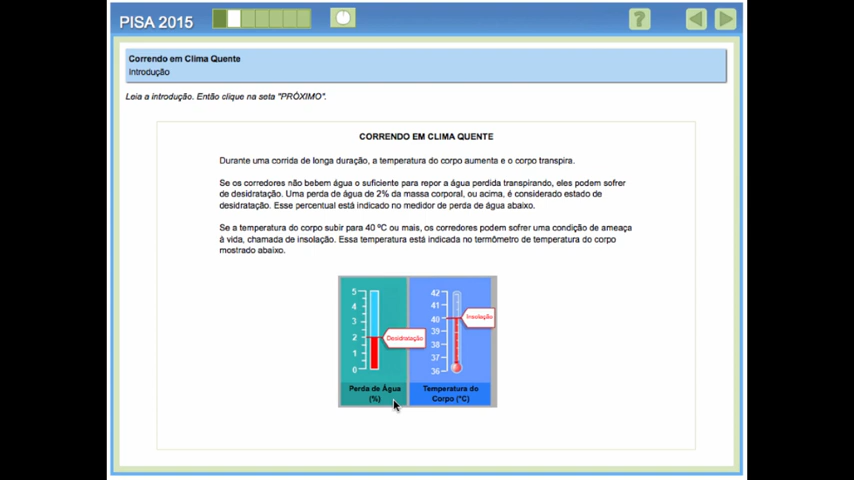 PISA 2015
?
Correndo em Clima Quente
Introdução
Leia a introdução. Então clique na seta "PRÓXIMO".
CORRENDO EM CLIMA QUENTE
Durante uma corrida de longa duração, a temperatura do corpo aumenta e o corpo transpira.
Se os corredores não bebem água o suficiente para repor a água perdida transpirando, eles podem sofrer
de desidratação. Uma perda de água de 2% da massa corporal, ou acima, é considerado estado de
desidratação. Esse percentual está indicado no medidor de perda de água abaixo.
Se a temperatura do corpo subir para 40 ºC ou mais, os corredores podem sofrer uma condição de ameaça
à vida, chamada de insolação. Essa temperatura está indicada no termômetro de temperatura do corpo
mostrado abaixo.
5
4
3
2
1
0
Desidratação
Perda de Água
(%)
42
41
40
39
38
37
36
Insolação
Temperatura do
Corpo (°C)